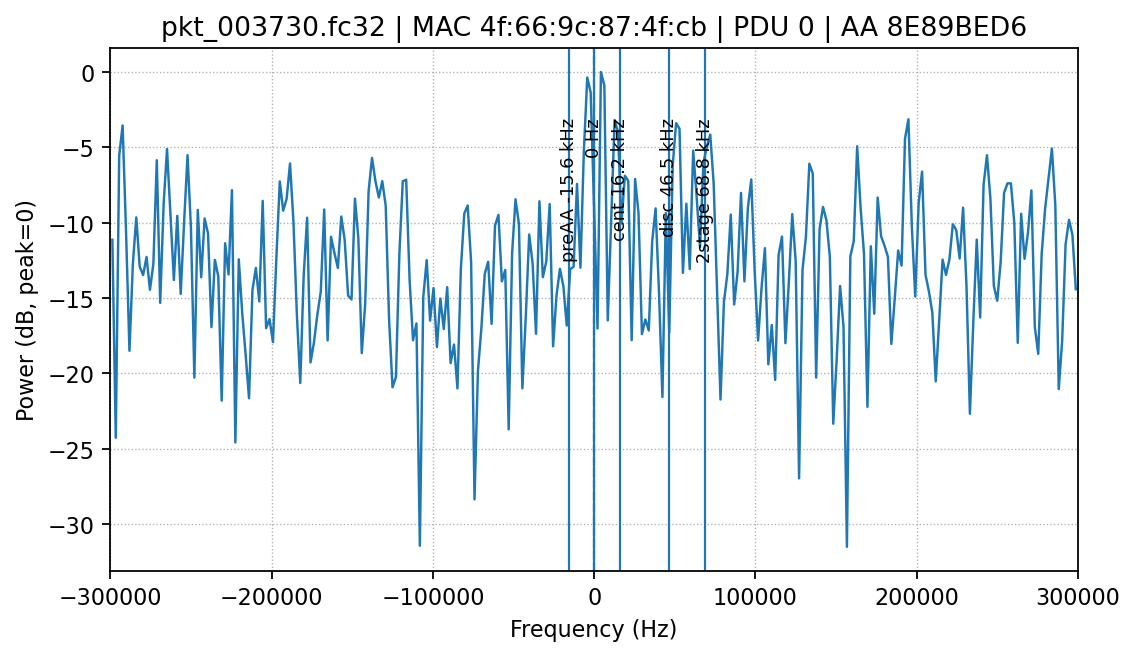 pkt_003730.fc32 | MAC 4f:66:9c:87:4f:cb | PDU 0 | AA 8E89BED6
Power (dB, peak=0)
0
−5
−10
−15
−20
−25
−30
preAA -15.6 kHz
0 Hz
cent 16.2 kHz
disc 46.5 kHz
2stage 68.8 kHz
−300000
−200000
−100000
0
100000
200000
300000
Frequency (Hz)